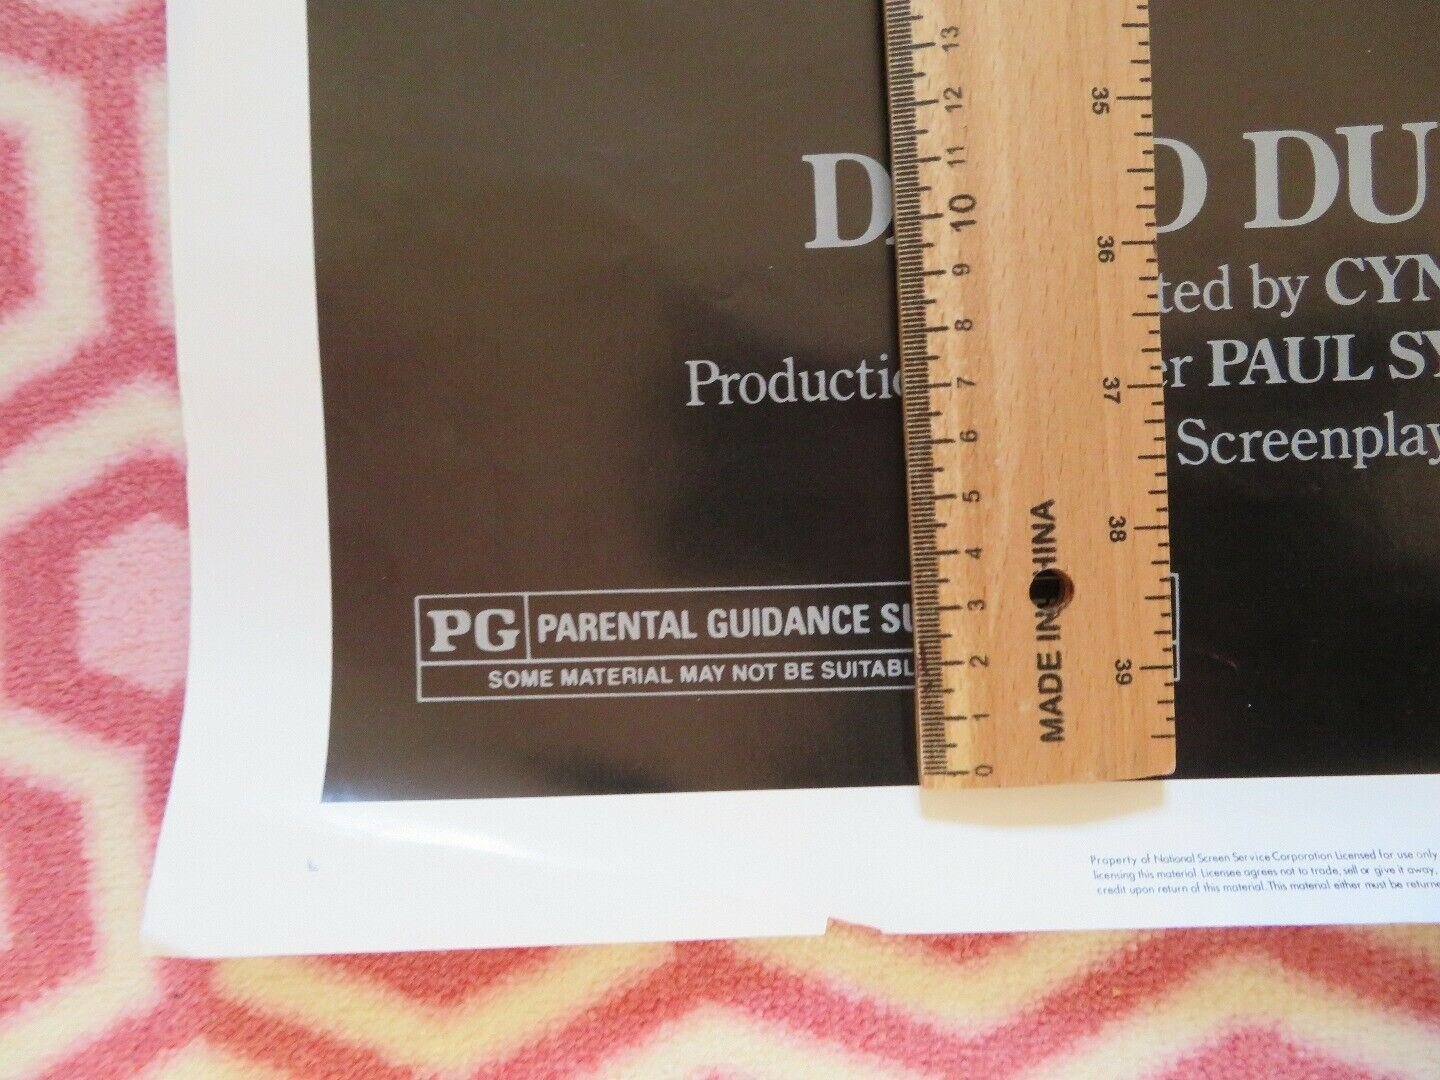 D D DU
ted by CYN
Producti er PAUL SY
Screenplay
PG PARENTAL GUIDANCE SU
SOME MATERIAL MAY NOT BE SUITABL
13
12
11
10
9
8
7
6
5
4
3
2
1
0
35
36
37
38
39
MADE IN CHINA
Property of National Screen Service Corporation Licensed for use only
licensing this material. Licensee agrees not to trade, sell or give it away,
credit upon return of this material. This material either must be returne